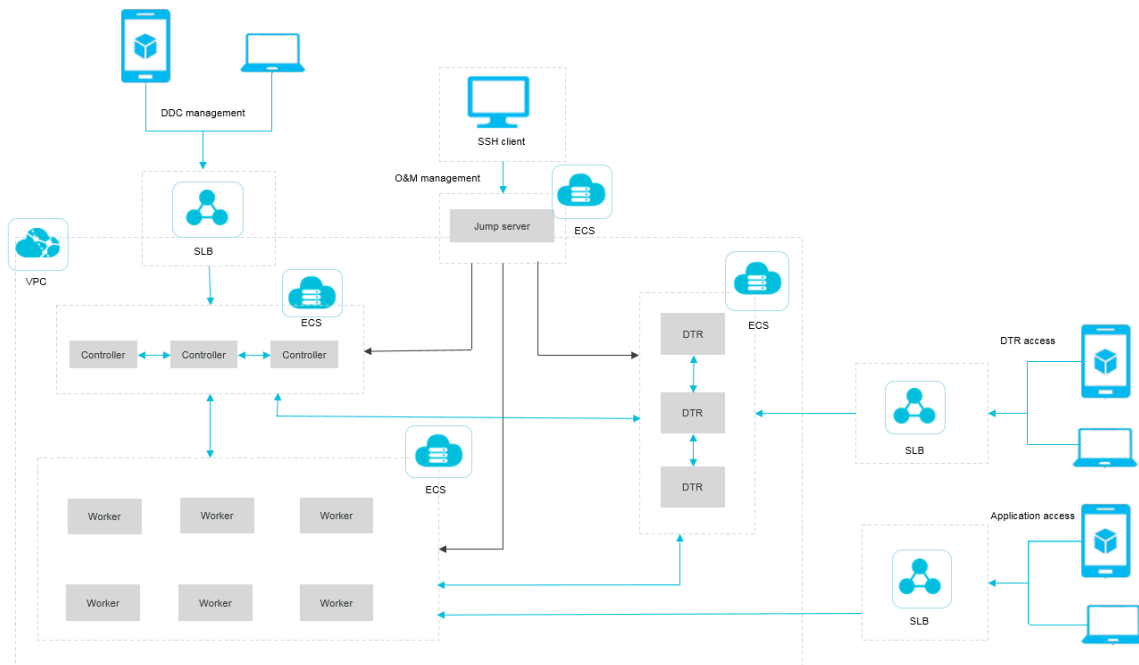 DDC management
SSH client
O&M management
Jump server
ECS
SLB
VPC
ECS
ECS
Controller
Controller
Controller
DTR
DTR
DTR
DTR access
SLB
ECS
Worker
Worker
Worker
Worker
Worker
Worker
Application access
SLB